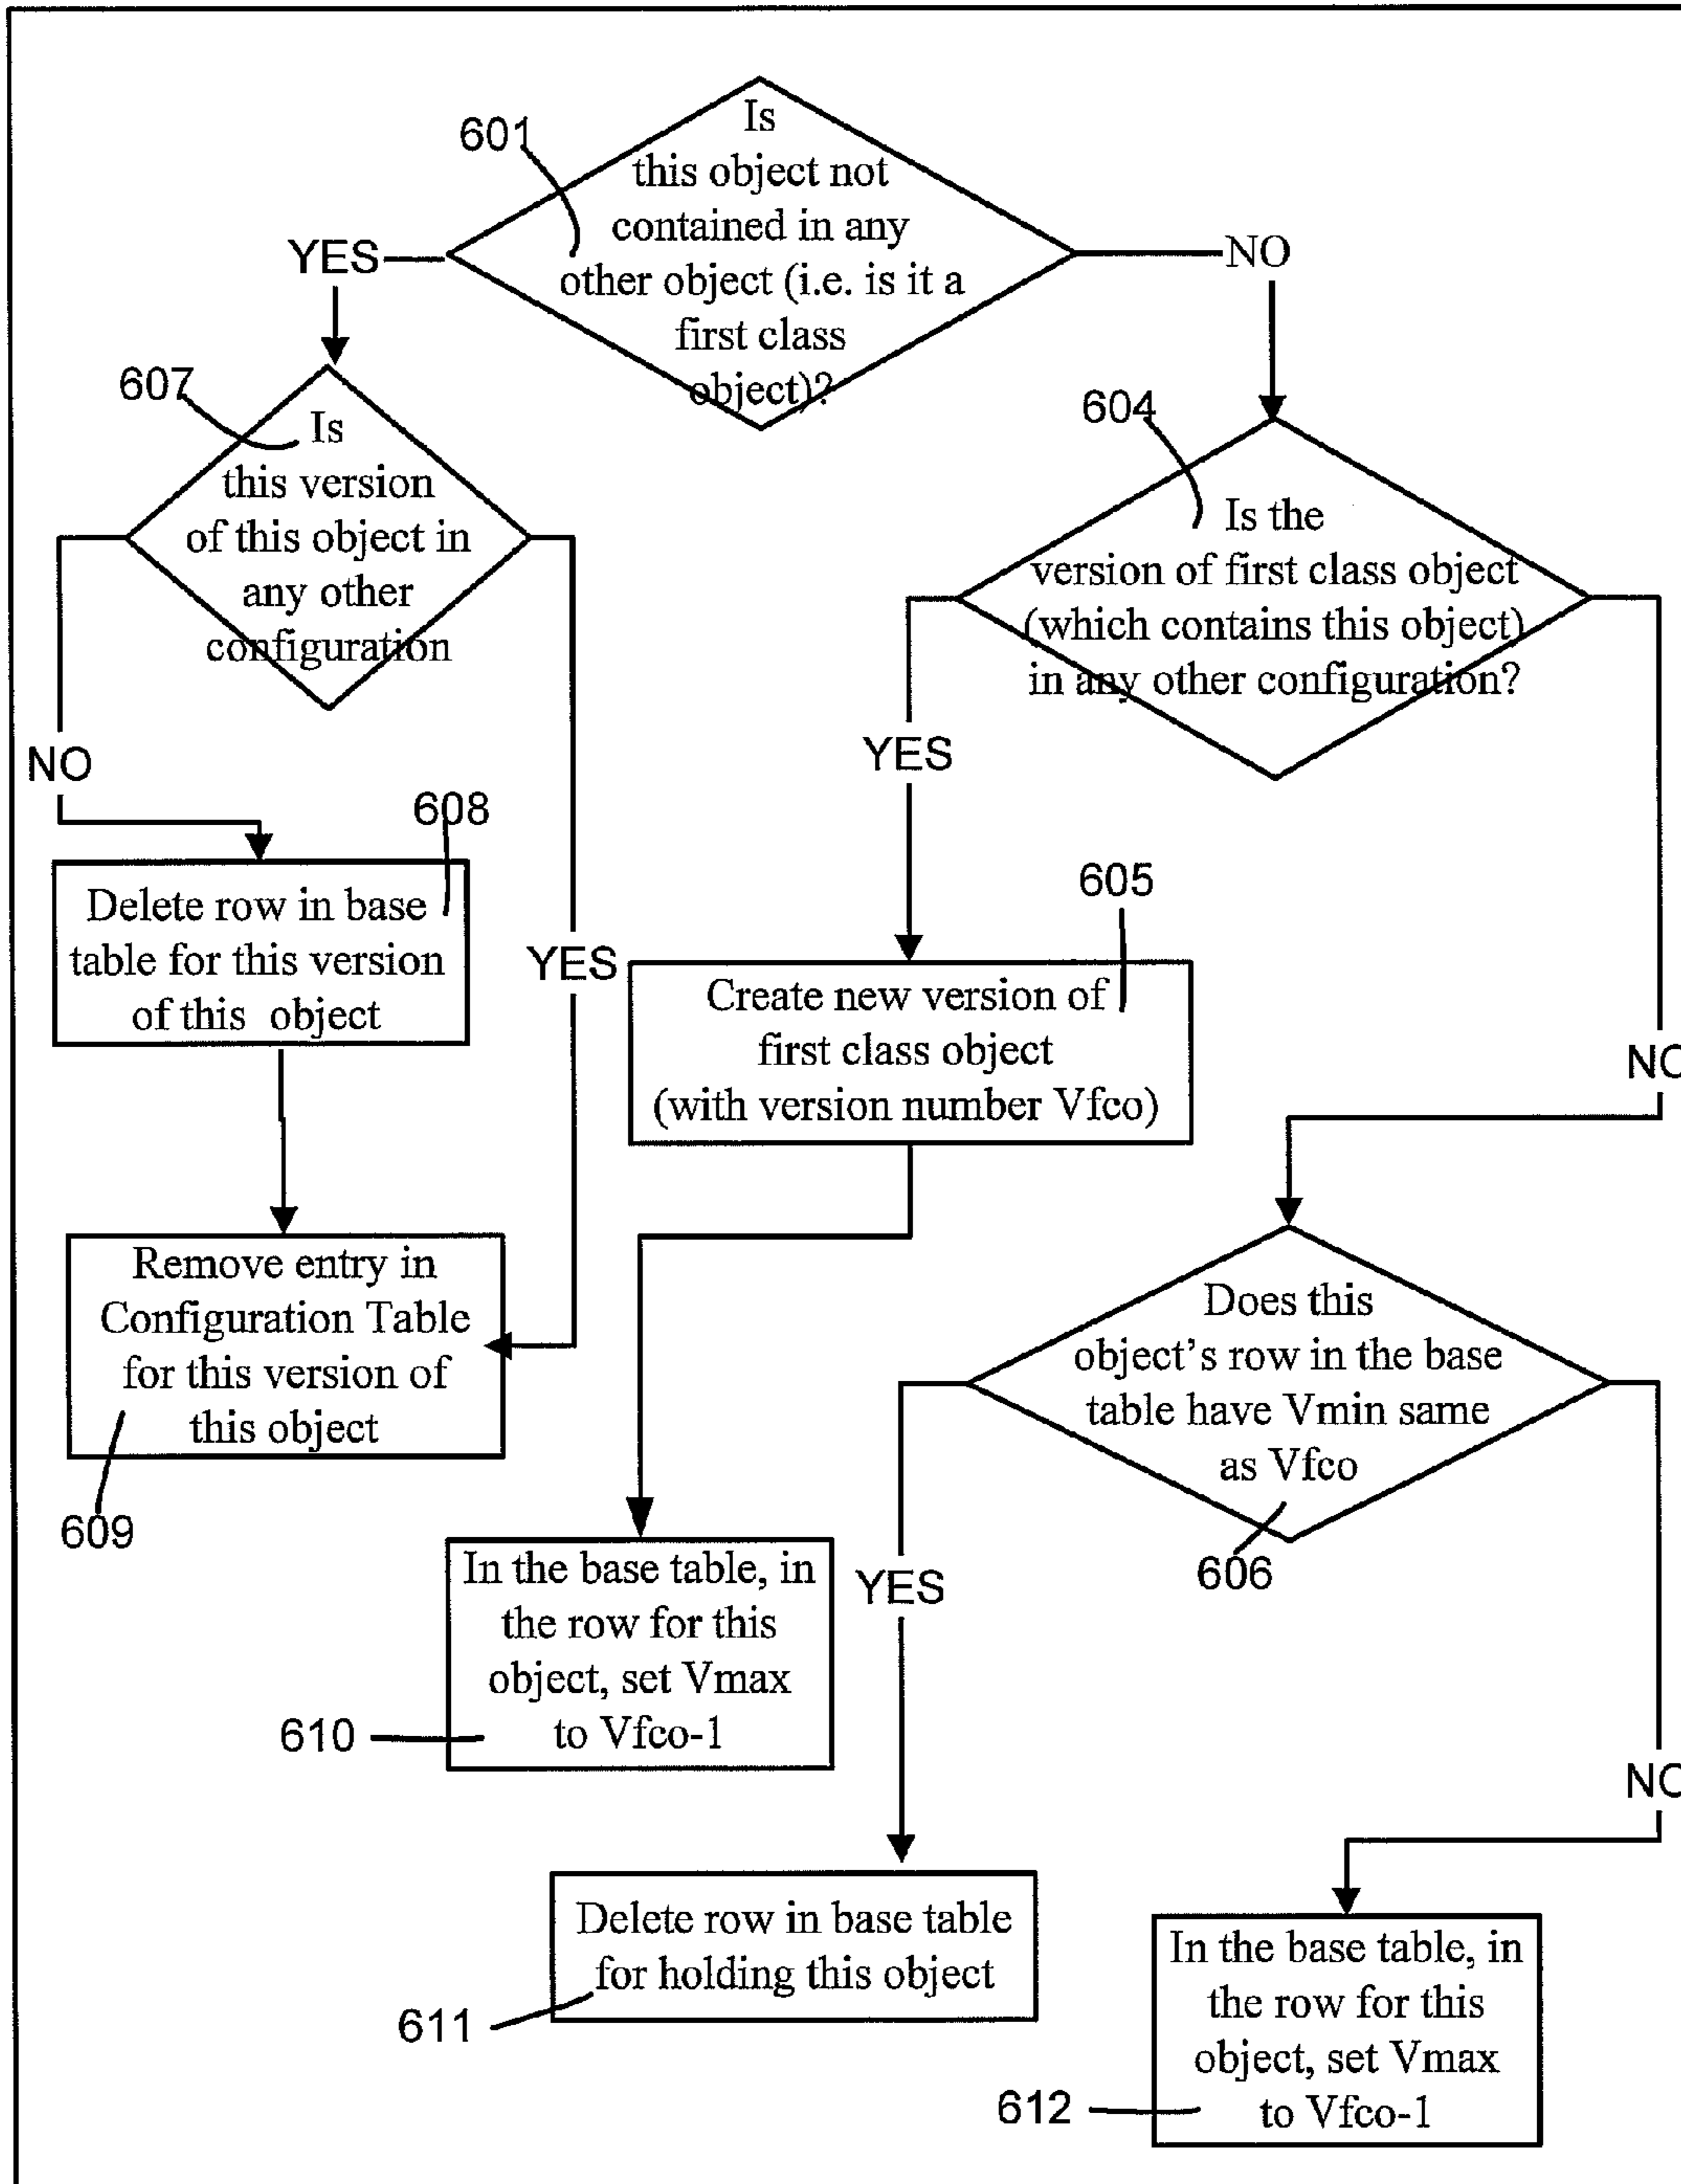 601
Is
this object not
contained in any
other object (i.e. is it a
first class
object)?
YES
NO
607
Is
this version
of this object in
any other
configuration
604
Is the
version of first class object
(which contains this object)
in any other configuration?
NO
YES
YES
608
Delete row in base
table for this version
of this object
605
Create new version of
first class object
(with version number Vfco)
NO
Remove entry in
Configuration Table
for this version of
this object
609
Does this
object's row in the base
table have Vmin same
as Vfco
606
In the base table, in
the row for this
object, set Vmax
to Vfco-1
610
YES
NO
Delete row in base table
for holding this object
611
In the base table, in
the row for this
object, set Vmax
to Vfco-1
612